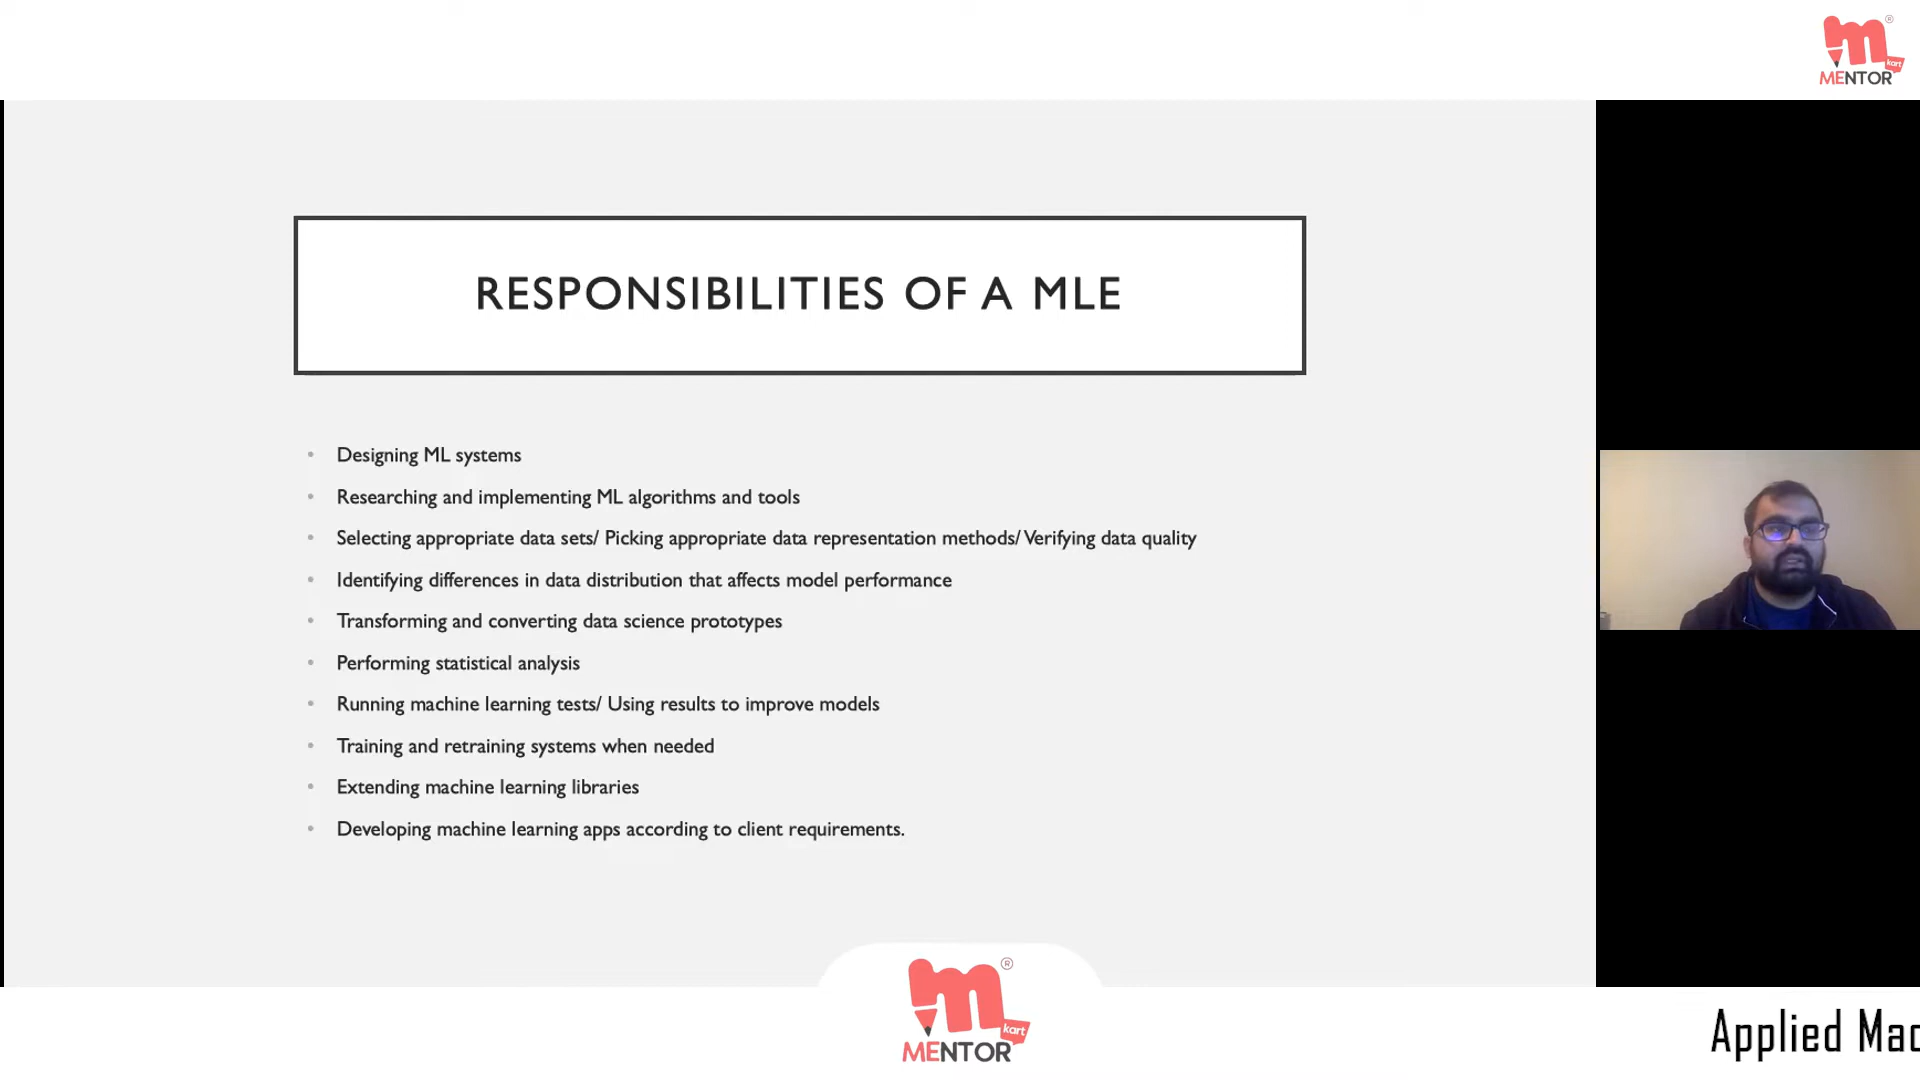 ®
kart
MENTOR
RESPONSIBILITIES OF A MLE
• Designing ML systems
• Researching and implementing ML algorithms and tools
• Selecting appropriate data sets/ Picking appropriate data representation methods/ Verifying data quality
• Identifying differences in data distribution that affects model performance
• Transforming and converting data science prototypes
• Performing statistical analysis
• Running machine learning tests/ Using results to improve models
• Training and retraining systems when needed
• Extending machine learning libraries
• Developing machine learning apps according to client requirements.
®
kart
MENTOR
Applied Mac